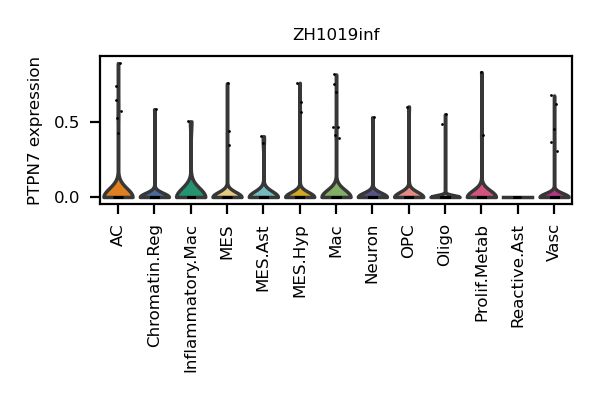 ZH1019inf
PTPN7 expression
0.5
0.0
AC
Chromatin.Reg
Inflammatory.Mac
MES
MES.Ast
MES.Hyp
Mac
Neuron
OPC
Oligo
Prolif.Metab
Reactive.Ast
Vasc